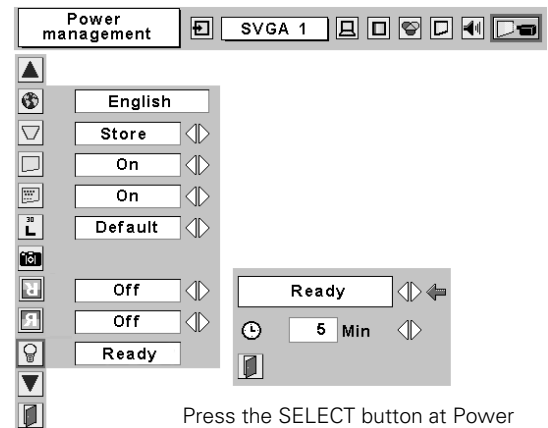 Power
management
SVGA 1
English
Store
On
On
30
L
Default
Off
Off
Ready
Ready
5 Min
Press the SELECT button at Power